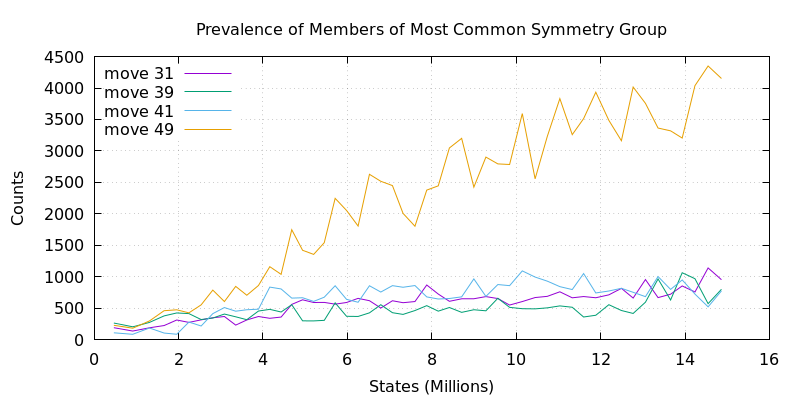 Prevalence of Members of Most Common Symmetry Group
4500
4000
3500
3000
2500
2000
1500
1000
500
0
move 31
move 39
move 41
move 49
Counts
0 2 4 6 8 10 12 14 16
States (Millions)